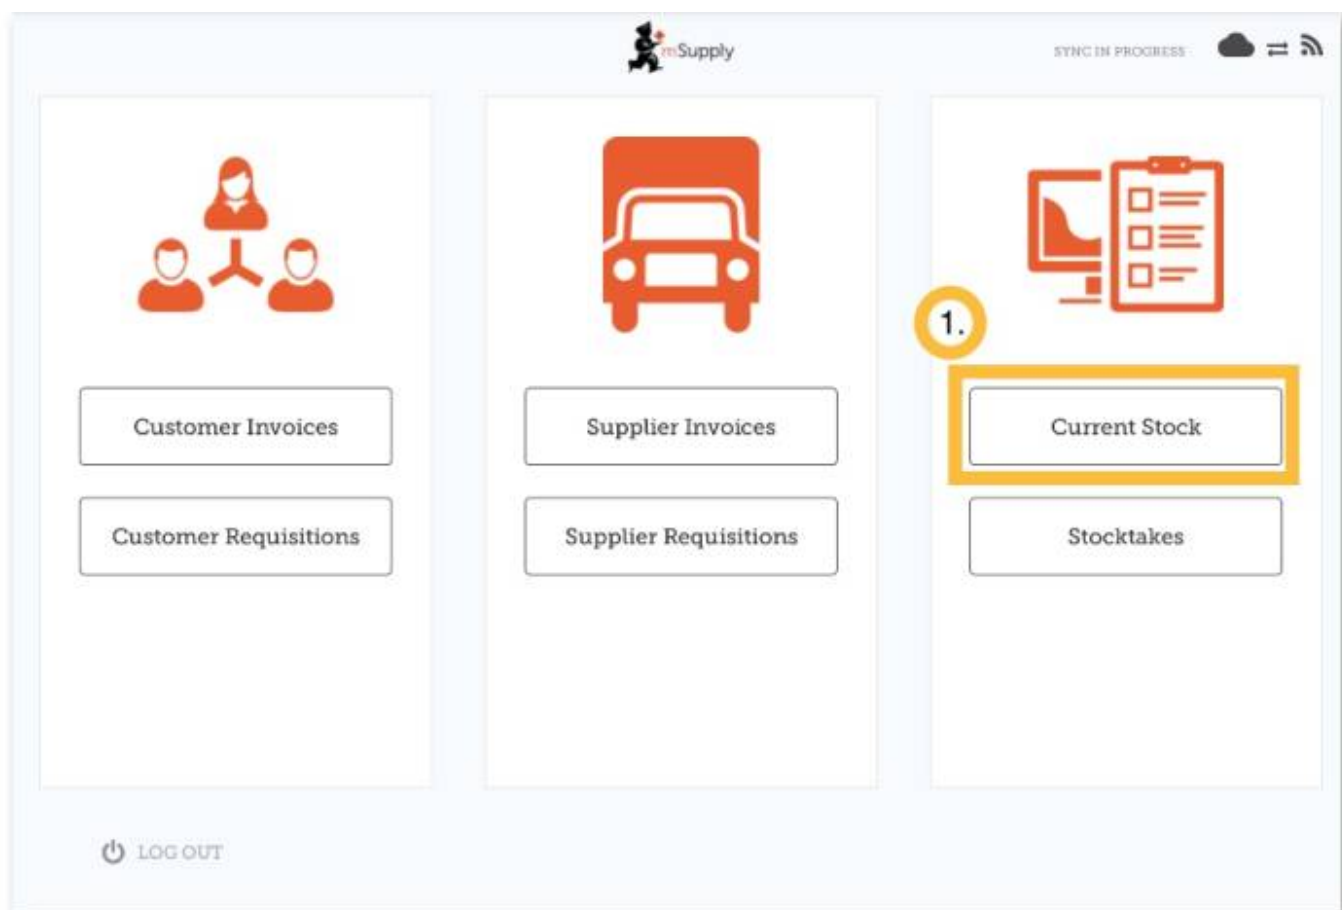 mSupply
SYNC IN PROGRESS
1.
Customer Invoices
Supplier Invoices
Current Stock
Customer Requisitions
Supplier Requisitions
Stocktakes
LOG OUT